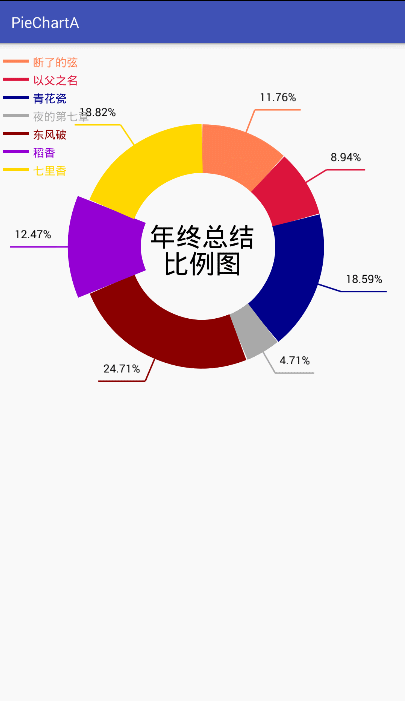 PieChartA
断了的弦
以父之名
青花瓷
夜的第七章
东风破
稻香
七里香
18.82%
11.76%
8.94%
12.47%
年终总结
比例图
18.59%
4.71%
24.71%